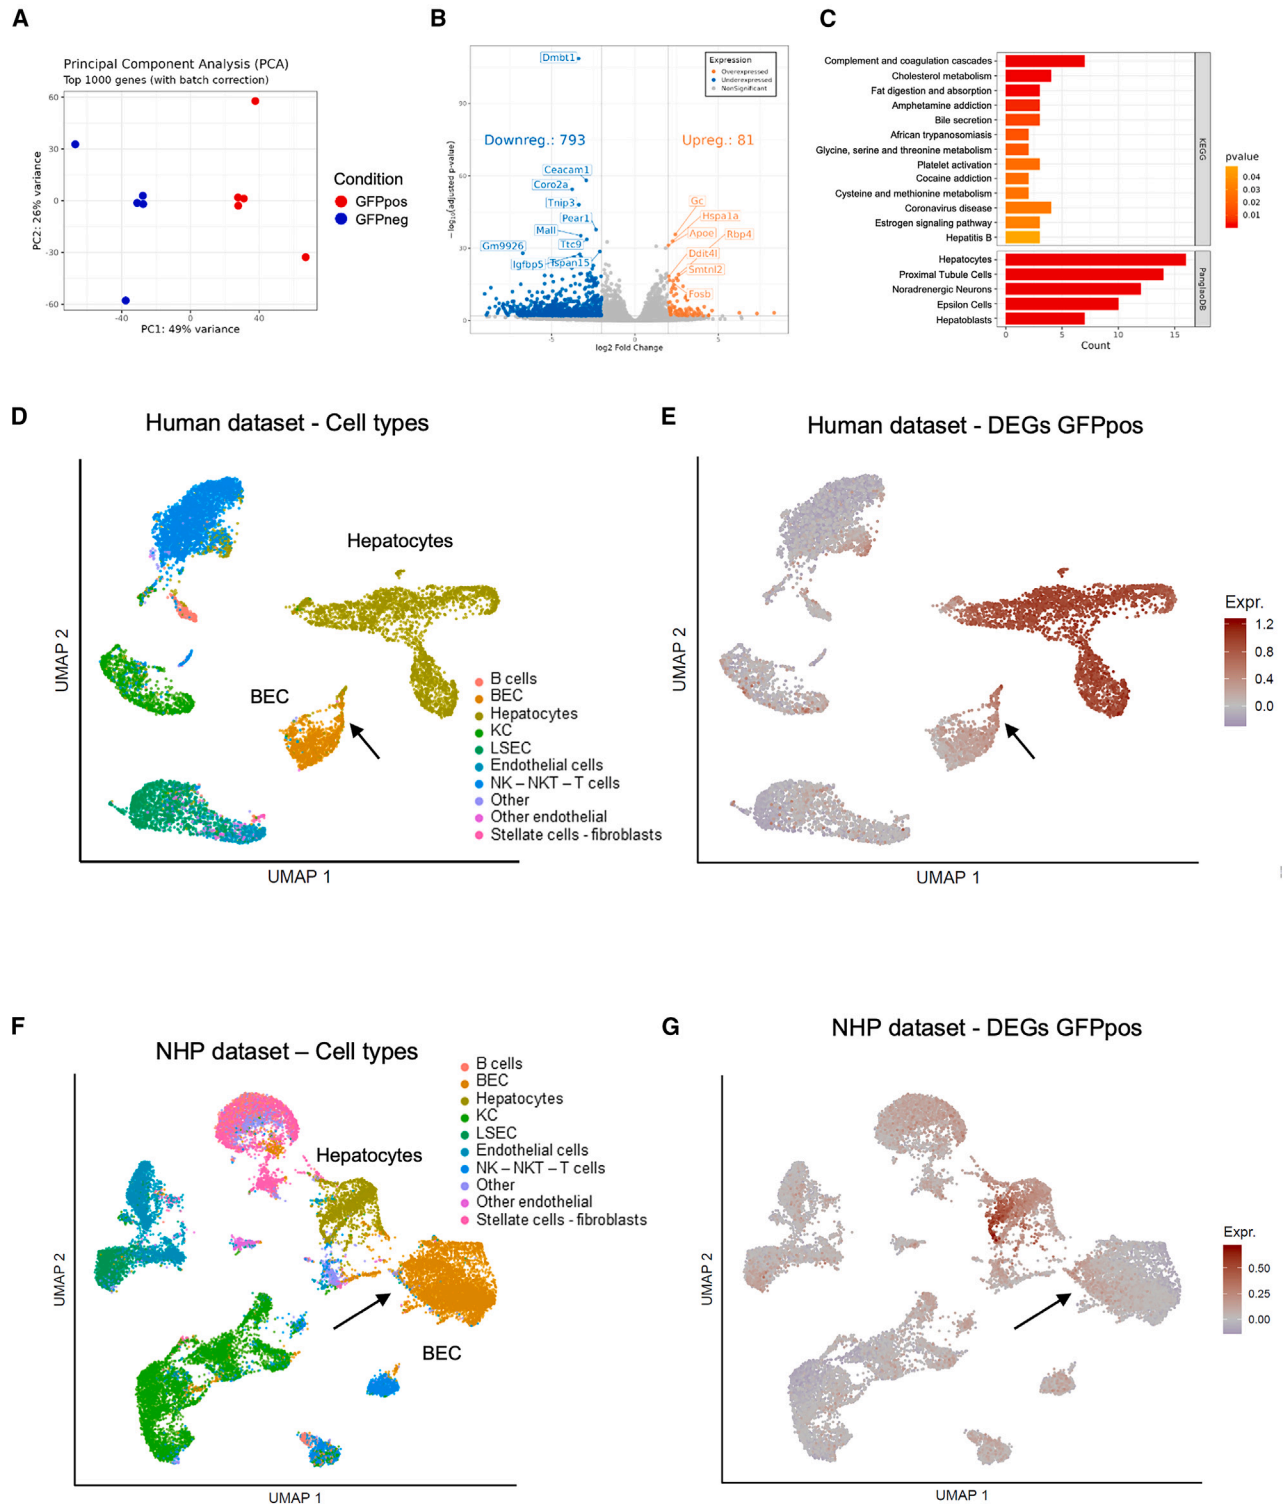 A
Principal Component Analysis (PCA)
Top 1000 genes (with batch correction)
60
30
0
-30
-60
PC2: 26% variance
-40
0
40
PC1: 49% variance
Condition
GFPpos
GFPneg
B
Dmbt1
Expression
Overexpressed
Underexpressed
NonSignificant
90
60
30
0
Downreg.: 793
Upreg.: 81
Ceacam1
Coro2a
Tnip3
Pear1
Mall
Ttc9
Gm9926
Igfbp5
Tspan15
Gc
Hspa1a
Apoe
Rbp4
Ddit4l
Smtnl2
Fosb
-log10(adjusted p-value)
-5
0
5
log2 Fold Change
C
Complement and coagulation cascades
Cholesterol metabolism
Fat digestion and absorption
Amphetamine addiction
Bile secretion
African trypanosomiasis
Glycine, serine and threonine metabolism
Platelet activation
Cocaine addiction
Cysteine and methionine metabolism
Coronavirus disease
Estrogen signaling pathway
Hepatitis B
KEGG
Hepatocytes
Proximal Tubule Cells
Noradrenergic Neurons
Epsilon Cells
Hepatoblasts
PanglaoDB
0
5
10
15
Count
pvalue
0.04
0.03
0.02
0.01
D
Human dataset - Cell types
Hepatocytes
BEC
B cells
BEC
Hepatocytes
KC
LSEC
Endothelial cells
NK – NKT – T cells
Other
Other endothelial
Stellate cells - fibroblasts
UMAP 2
UMAP 1
E
Human dataset - DEGs GFPpos
UMAP 2
UMAP 1
Expr.
1.2
0.8
0.4
0.0
F
NHP dataset – Cell types
Hepatocytes
BEC
B cells
BEC
Hepatocytes
KC
LSEC
Endothelial cells
NK – NKT – T cells
Other
Other endothelial
Stellate cells - fibroblasts
UMAP 2
UMAP 1
G
NHP dataset - DEGs GFPpos
UMAP 2
UMAP 1
Expr.
0.50
0.25
0.00